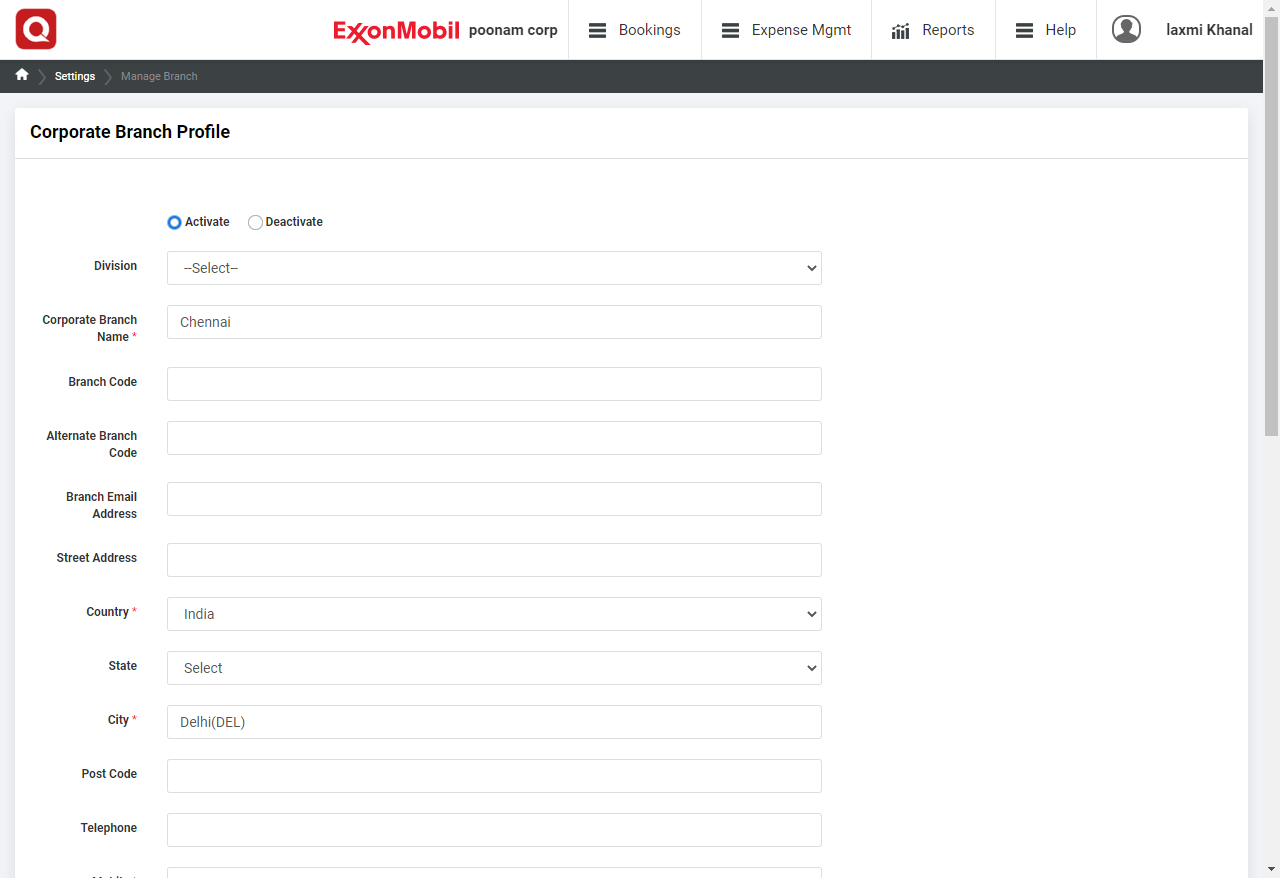 ExxonMobil poonam corp Bookings Expense Mgmt Reports Help laxmi Khanal
Settings Manage Branch
Corporate Branch Profile
Activate Deactivate
Division --Select--
Corporate Branch Name * Chennai
Branch Code
Alternate Branch Code
Branch Email Address
Street Address
Country * India
State Select
City * Delhi(DEL)
Post Code
Telephone